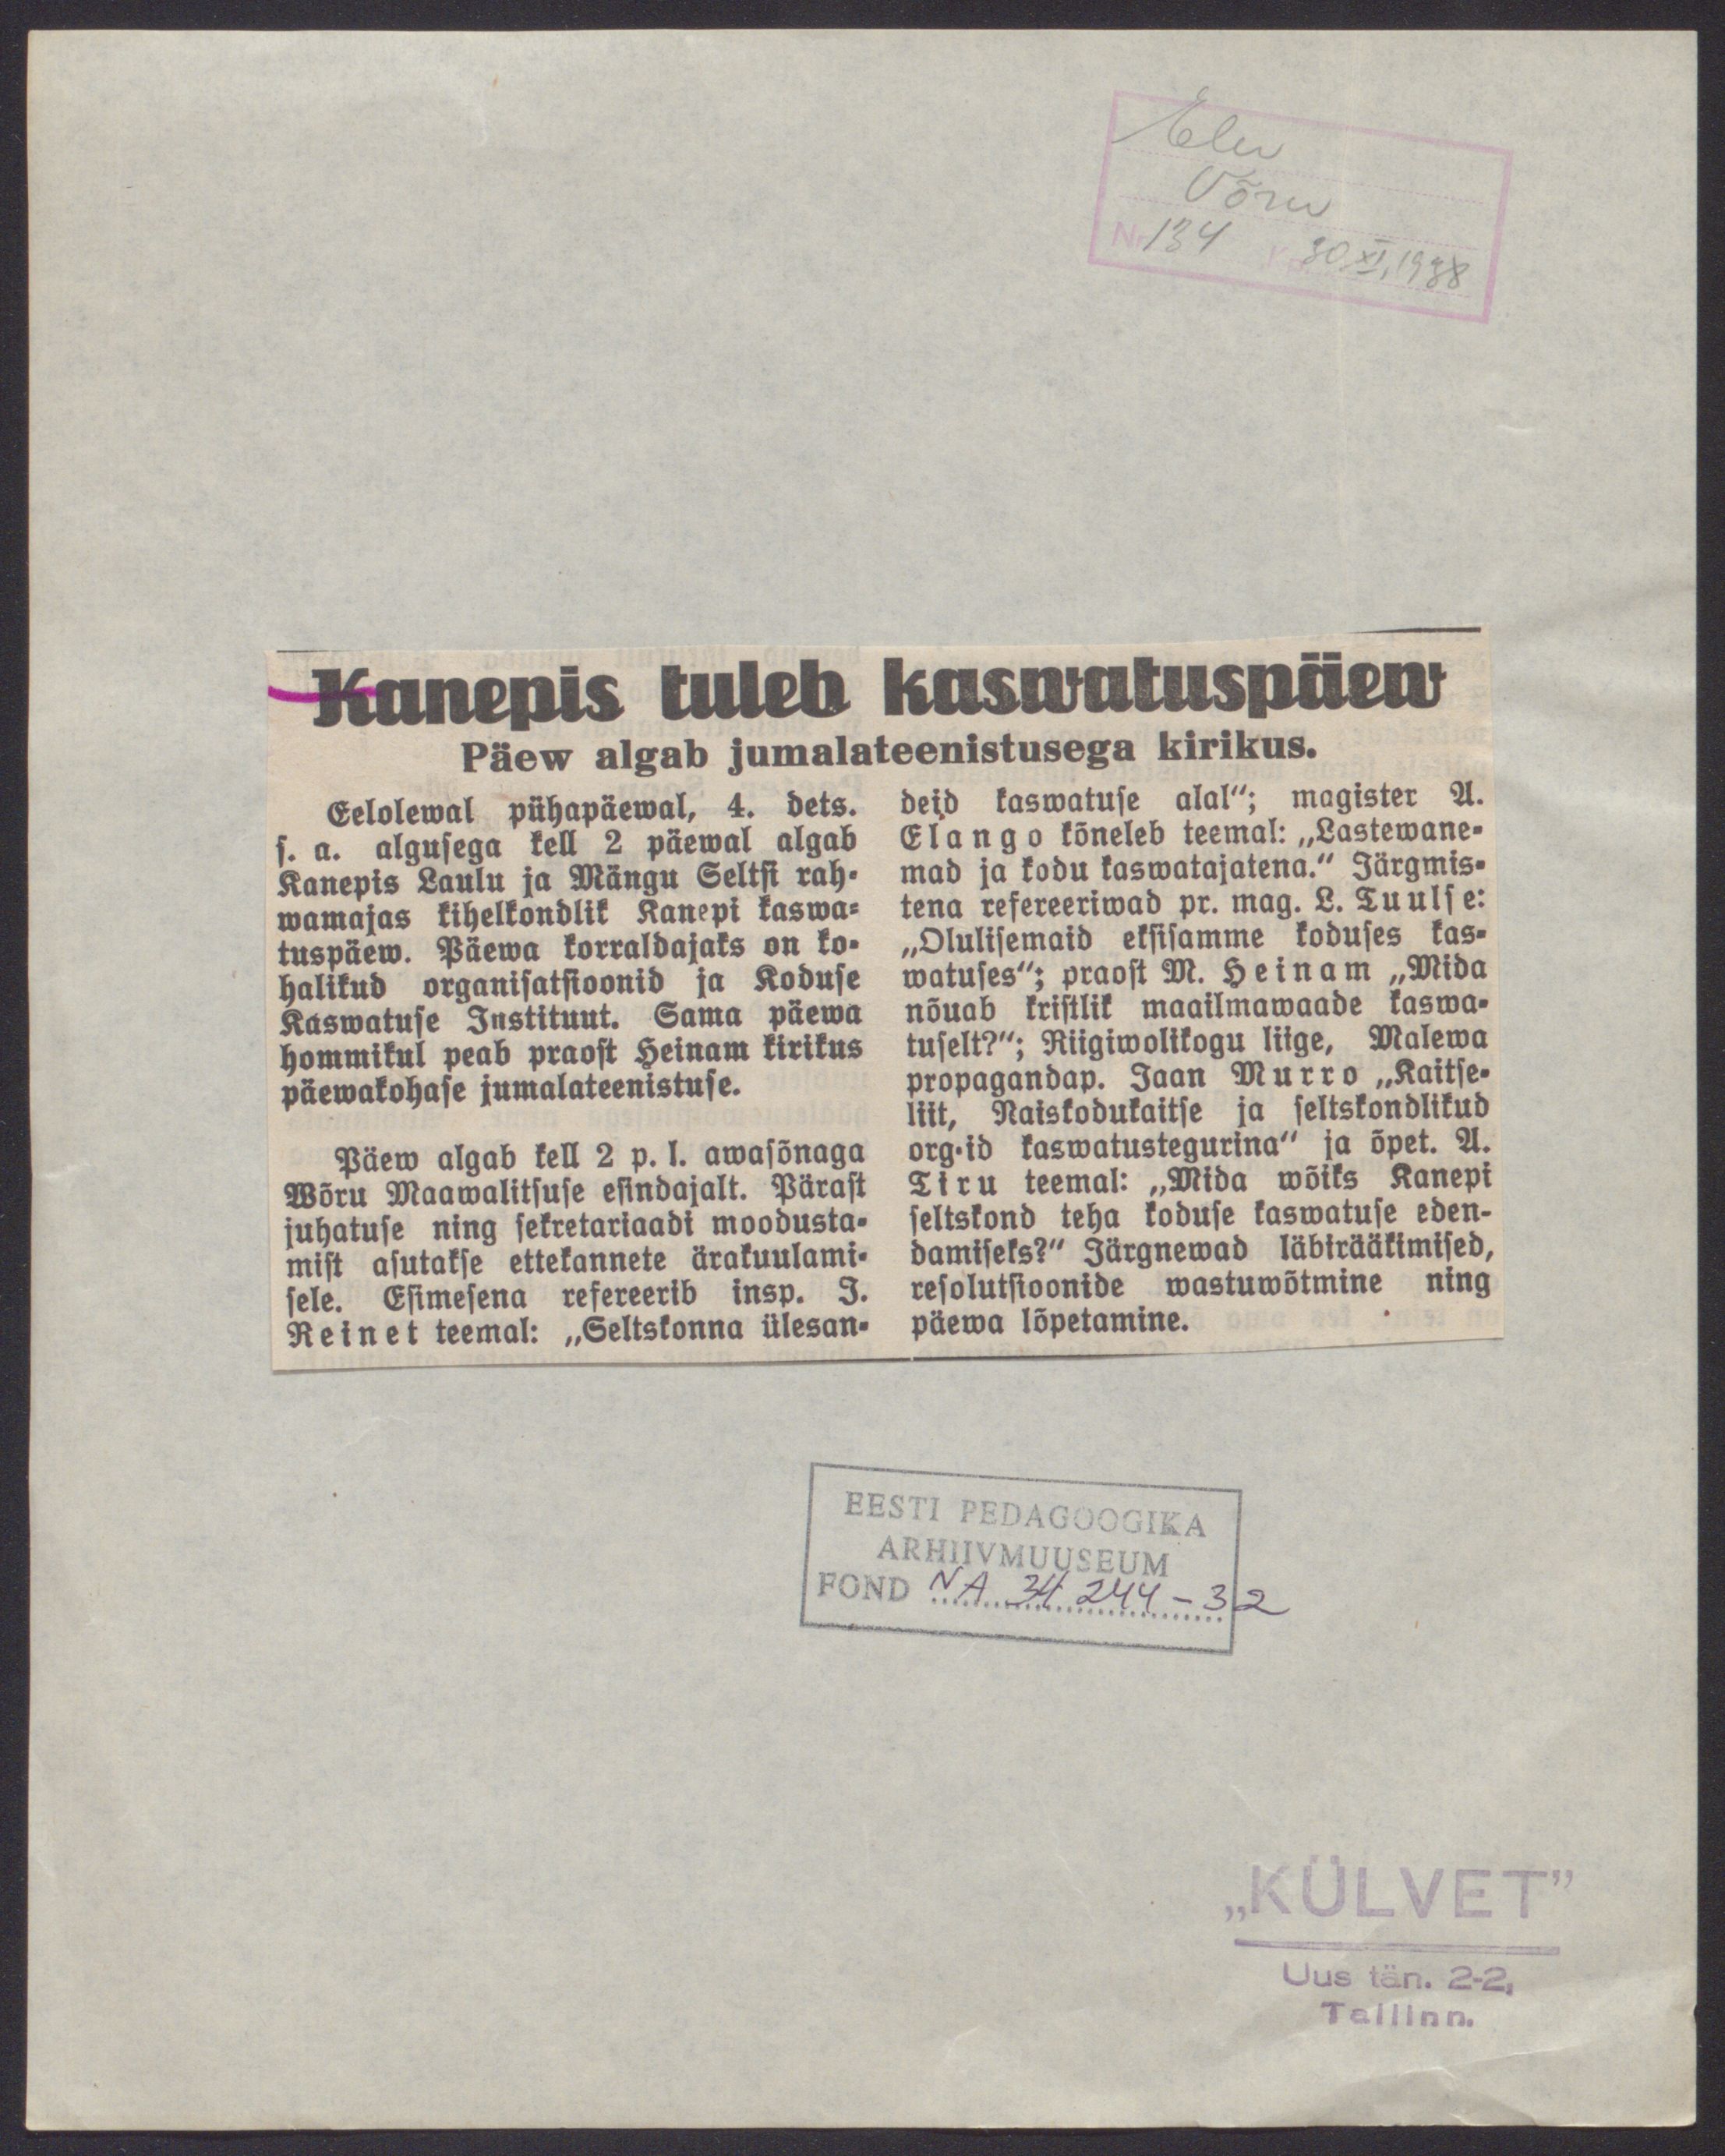 Elu
Võru
Nr 134 30.XI.1938
Kanepis tuleb kaswatuspäew
Päew algab jumalateenistusega kirikus.
Eelolewal pühapäewal, 4. dets.
s. a. algusega kell 2 päewal algab
Kanepis Laulu ja Mängu Seltsi rah-
wamajas kihelkondlik Kanepi kaswa-
tuspäew. Päewa korraldajaks on ko-
halikud organisatsioonid ja Koduse
Kaswatuse Instituut. Sama päewa
hommikul peab praost Heinam kirikus
päewakohase jumalateenistuse.
Päew algab kell 2 p. l. awasõnaga
Wõru Maawalitsuse esindajalt. Pärast
juhatuse ning sekretariaadi moodusta-
mist asutakse ettekannete ärakuulami-
sele. Esimesena refereerib insp. J.
Reinet teemal: „Seltskonna ülesan-
deid kaswatuse alal“; magister A.
Elango kõneleb teemal: „Lastewane-
mad ja kodu kaswatajatena.“ Järgmis-
tena refereeriwad pr. mag. L. Tuulse:
„Olulisemaid eksisamme koduses kas-
watuses“; praost M. Heinam „Mida
nõuab kristlik maailmawaade kaswa-
tuselt?“; Riigiwolikogu liige, Malewa
propagandap. Jaan Murro „Kaitse-
liit, Naiskodukaitse ja seltskondlikud
org-id kaswatustegurina“ ja õpet. A.
Tiru teemal: „Mida wõiks Kanepi
seltskond teha koduse kaswatuse eden-
damiseks?“ Järgnewad läbirääkimised,
resolutsioonide wastuwõtmine ning
päewa lõpetamine.
EESTI PEDAGOOGIKA
ARHIIVMUUSEUM
FOND NA 34 244-32
„KÜLVET”
Uus tän. 2-2,
Tallinn.